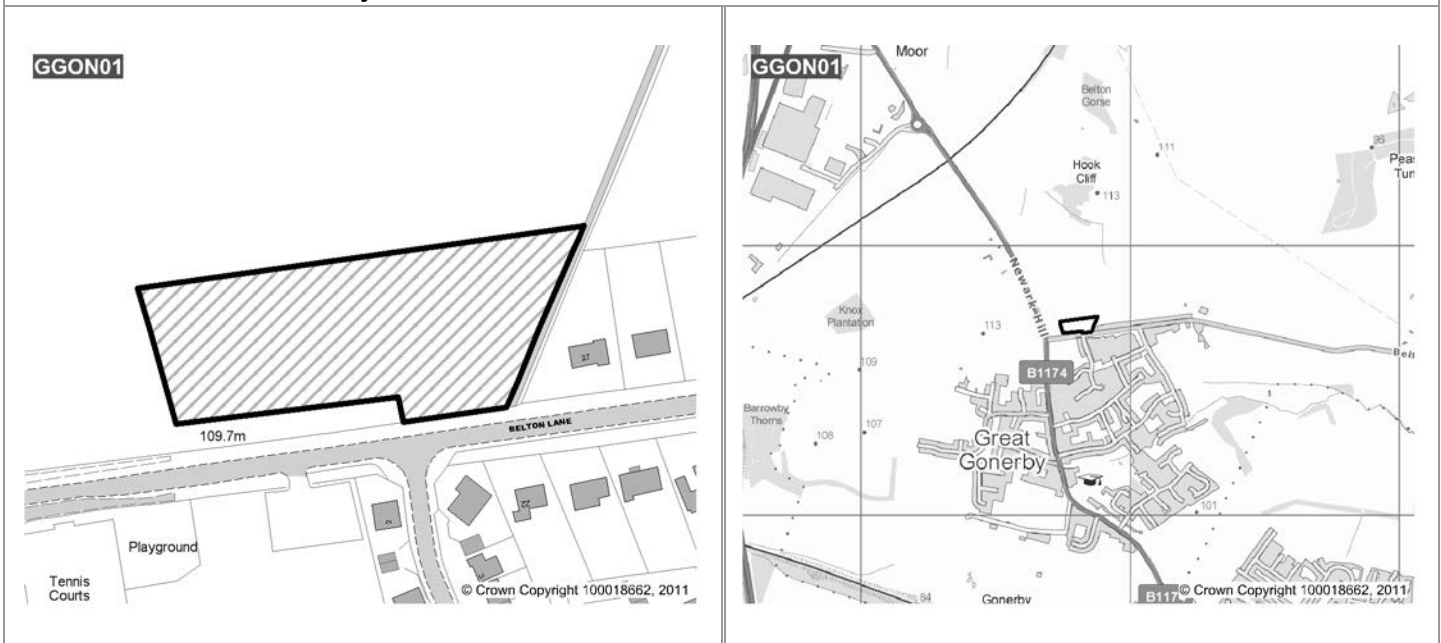 GGON01
27
BELTON LANE
109.7m
22
2
Playground
Tennis
Courts
© Crown Copyright 100018662, 2011
GGON01
Moor
Belton
Gorse
111
96
Hook
Cliff
113
Newark Hill
Knox
Plantation
113
109
B1174
Barrowby
Thorns
108
107
Great
Gonerby
101
84
Gonerby
B117
© Crown Copyright 100018662, 2011